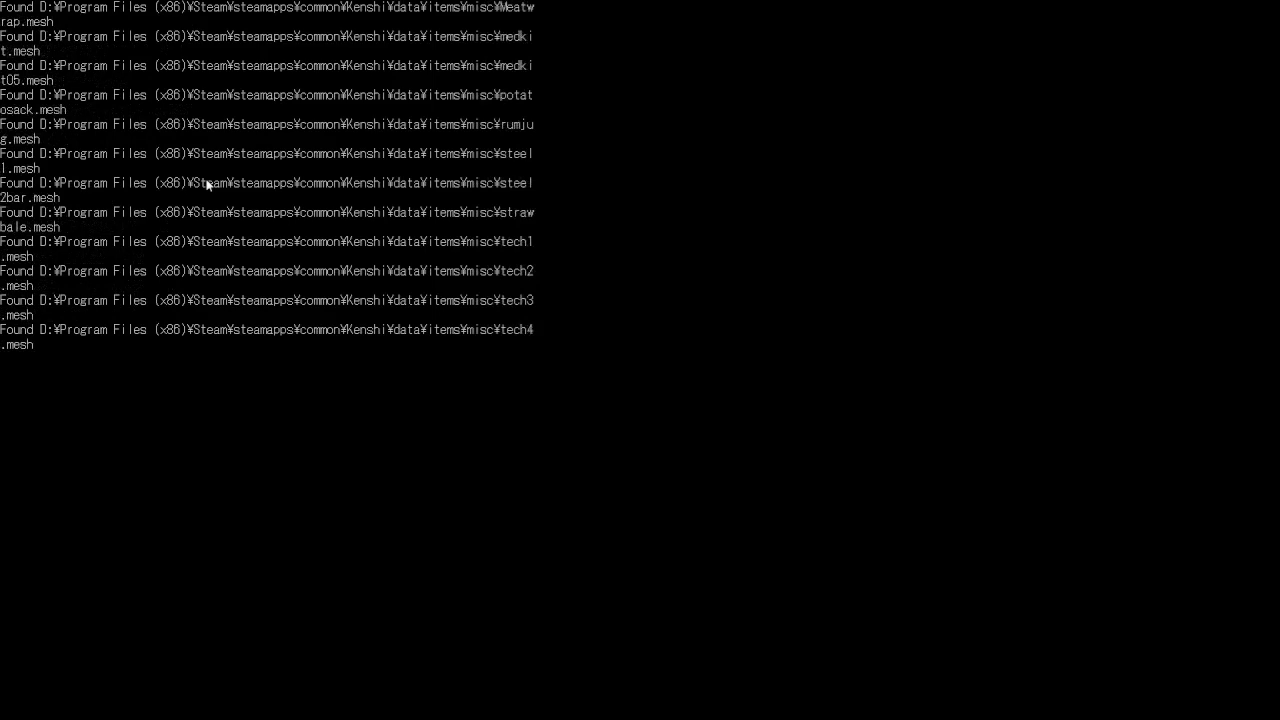 Found D:¥Program Files (x86)¥Steam¥steamapps¥common¥Kenshi¥data¥items¥misc¥Meatw
rap.mesh
Found D:¥Program Files (x86)¥Steam¥steamapps¥common¥Kenshi¥data¥items¥misc¥medki
t.mesh
Found D:¥Program Files (x86)¥Steam¥steamapps¥common¥Kenshi¥data¥items¥misc¥medki
t05.mesh
Found D:¥Program Files (x86)¥Steam¥steamapps¥common¥Kenshi¥data¥items¥misc¥potat
osack.mesh
Found D:¥Program Files (x86)¥Steam¥steamapps¥common¥Kenshi¥data¥items¥misc¥rumju
g.mesh
Found D:¥Program Files (x86)¥Steam¥steamapps¥common¥Kenshi¥data¥items¥misc¥steel
1.mesh
Found D:¥Program Files (x86)¥Steam¥steamapps¥common¥Kenshi¥data¥items¥misc¥steel
2bar.mesh
Found D:¥Program Files (x86)¥Steam¥steamapps¥common¥Kenshi¥data¥items¥misc¥straw
bale.mesh
Found D:¥Program Files (x86)¥Steam¥steamapps¥common¥Kenshi¥data¥items¥misc¥tech1
.mesh
Found D:¥Program Files (x86)¥Steam¥steamapps¥common¥Kenshi¥data¥items¥misc¥tech2
.mesh
Found D:¥Program Files (x86)¥Steam¥steamapps¥common¥Kenshi¥data¥items¥misc¥tech3
.mesh
Found D:¥Program Files (x86)¥Steam¥steamapps¥common¥Kenshi¥data¥items¥misc¥tech4
.mesh